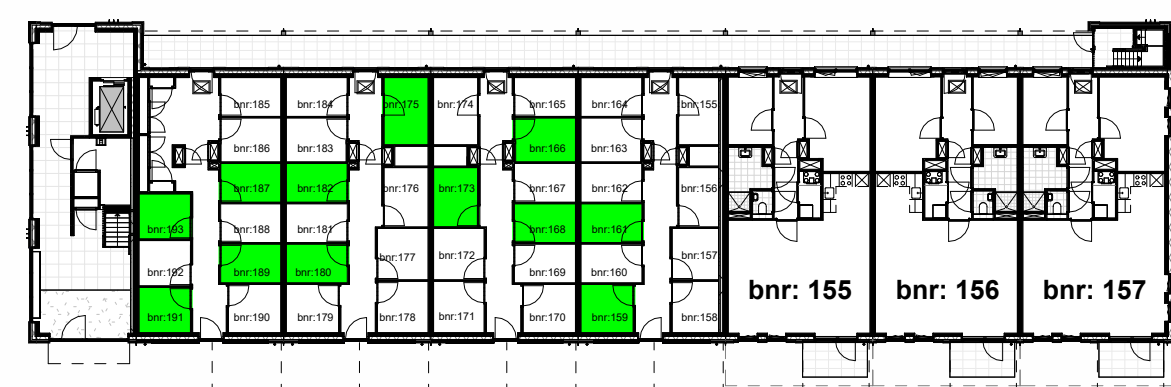 bnr:185
bnr:184
bnr:175
bnr:174
bnr:165
bnr:164
bnr:155
bnr:186
bnr:183
bnr:166
bnr:163
bnr:187
bnr:182
bnr:176
bnr:173
bnr:167
bnr:162
bnr:156
bnr:193
bnr:188
bnr:181
bnr:168
bnr:161
bnr:192
bnr:189
bnr:180
bnr:177
bnr:172
bnr:169
bnr:160
bnr:157
bnr:191
bnr:190
bnr:179
bnr:178
bnr:171
bnr:170
bnr:159
bnr:158
bnr: 155
bnr: 156
bnr: 157